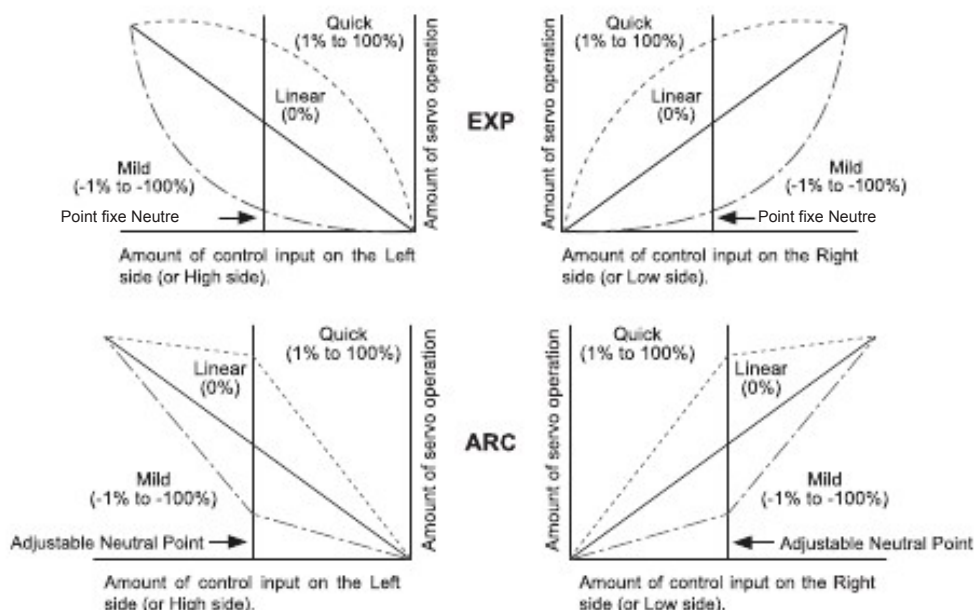 Quick
(1% to 100%)
Linear
(0%)
Mild
(-1% to -100%)
Point fixe Neutre
Amount of servo operation
Amount of control input on the Left
side (or High side).
EXP
Amount of servo operation
Quick
(1% to 100%)
Linear
(0%)
Mild
(-1% to -100%)
Point fixe Neutre
Amount of control input on the Right
side (or Low side).
Quick
(1% to 100%)
Linear
(0%)
Mild
(-1% to -100%)
Adjustable Neutral Point
Amount of servo operation
Amount of control input on the Left
side (or High side).
ARC
Amount of servo operation
Quick
(1% to 100%)
Linear
(0%)
Mild
(-1% to -100%)
Adjustable Neutral Point
Amount of control input on the Right
side (or Low side).